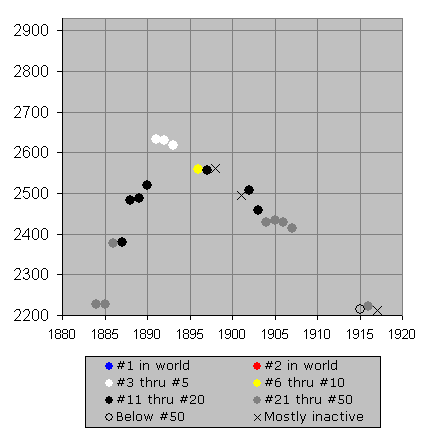 2900
2800
2700
2600
2500
2400
2300
2200
1880 1885 1890 1895 1900 1905 1910 1915 1920
#1 in world #2 in world
#3 thru #5 #6 thru #10
#11 thru #20 #21 thru #50
Below #50 Mostly inactive